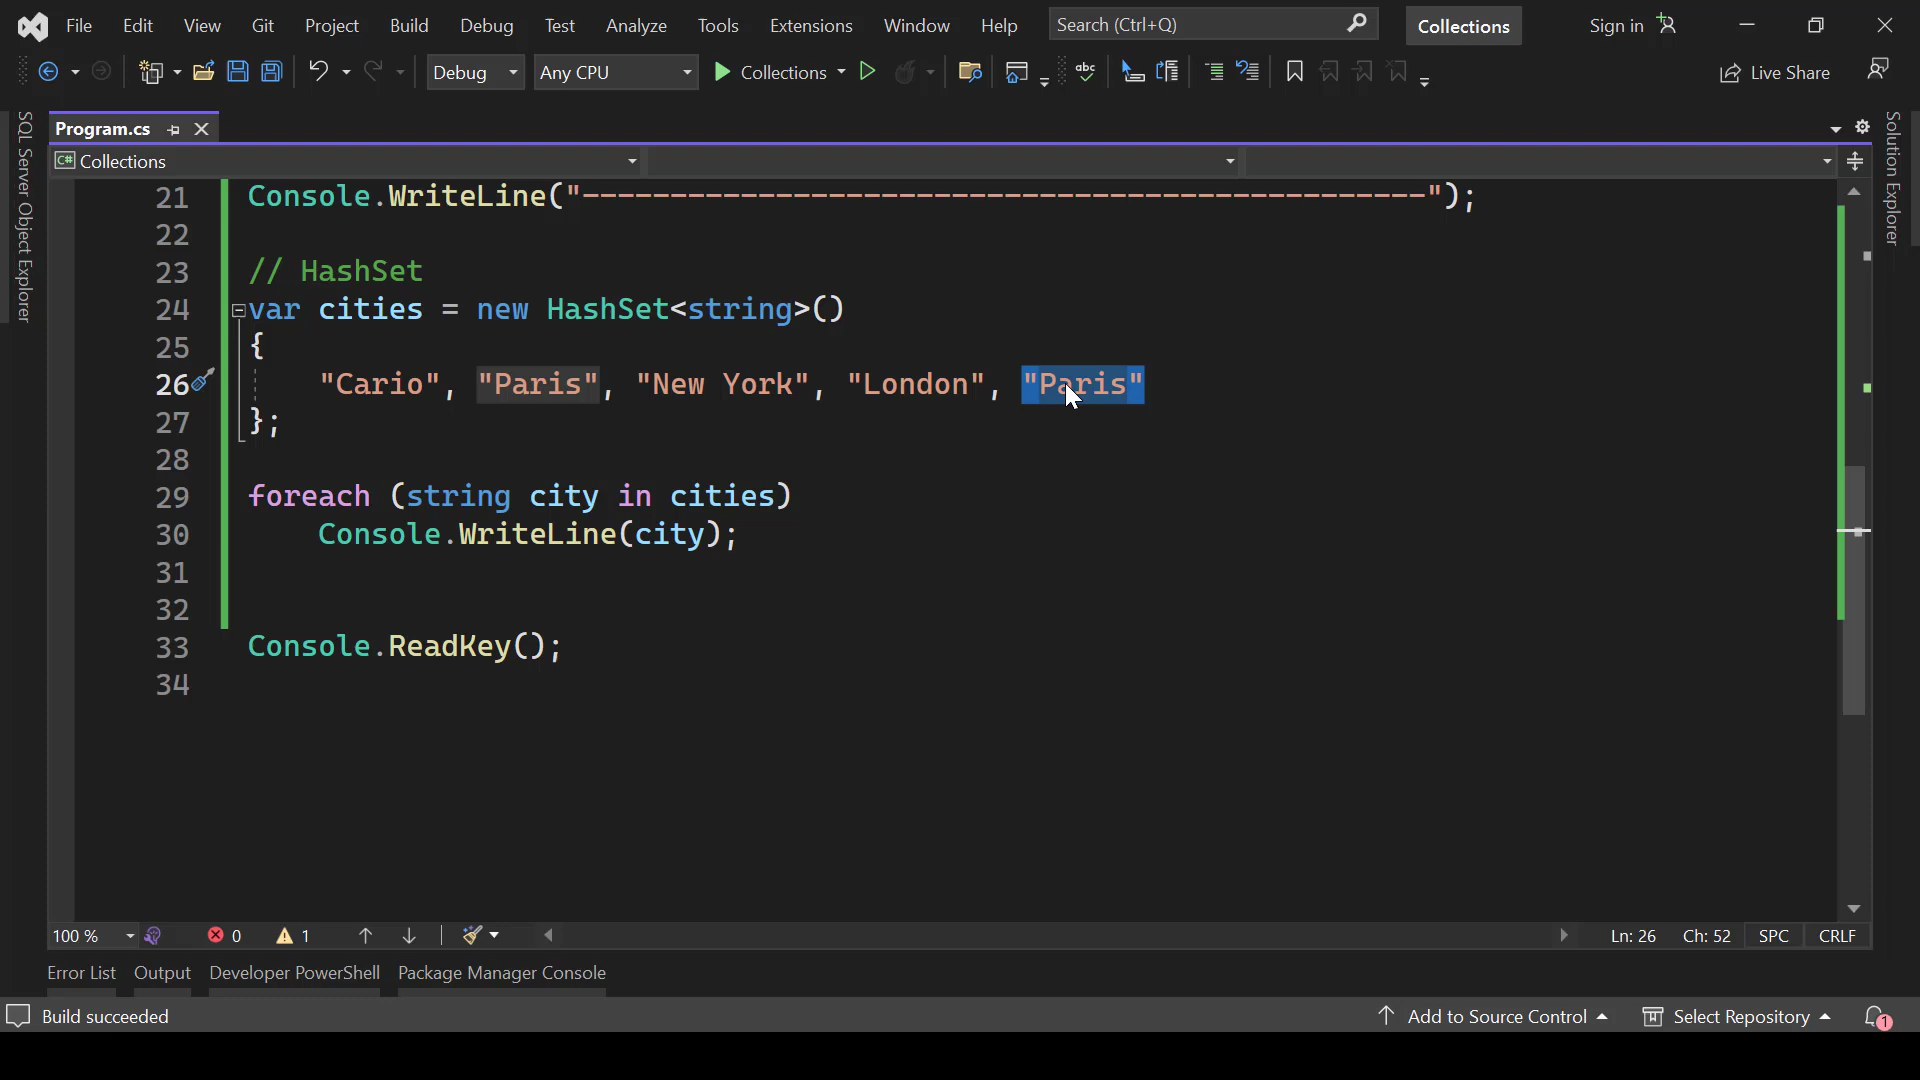 File Edit View Git Project Build Debug Test Analyze Tools Extensions Window Help Search (Ctrl+Q) Collections Sign in
Debug Any CPU Collections Live Share
SQL Server Object Explorer
Program.cs
Solution Explorer
C# Collections
21 Console.WriteLine("------------------------------------------------");
22
23 // HashSet
24 var cities = new HashSet<string>()
25 {
26 "Cario", "Paris", "New York", "London", "Paris"
27 };
28
29 foreach (string city in cities)
30 Console.WriteLine(city);
31
32
33 Console.ReadKey();
34
100 % 0 1 Ln: 26 Ch: 52 SPC CRLF
Error List Output Developer PowerShell Package Manager Console
Build succeeded Add to Source Control Select Repository 1